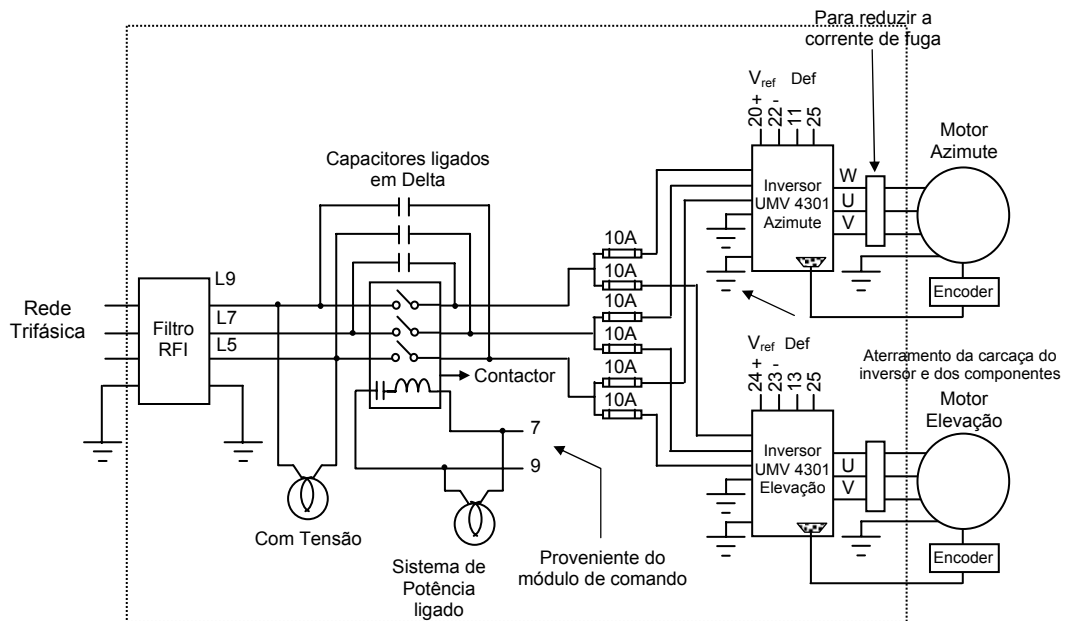 Para reduzir a
corrente de fuga
Vref Def
20 + 22 - 11 25
Motor
Azimute
Capacitores ligados
em Delta
W
U
V
Inversor
UMV 4301
Azimute
10A
10A
10A
10A
10A
10A
Encoder
Rede
Trifásica
Filtro
RFI
L9
L7
L5
Contactor
Vref Def
24 + 23 - 13 25
Aterramento da carcaça do
inversor e dos componentes
Motor
Elevação
7
9
Inversor
UMV 4301
Elevação
U
V
Encoder
Com Tensão
Sistema de
Potência
ligado
Proveniente do
módulo de comando